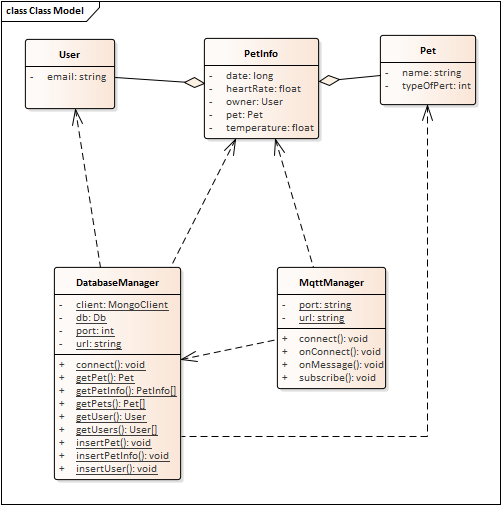 class Class Model
User
- email: string
PetInfo
- date: long
- heartRate: float
- owner: User
- pet: Pet
- temperature: float
Pet
- name: string
- typeOfPert: int
DatabaseManager
- client: MongoClient
- db: Db
- port: int
- url: string
+ connect(): void
+ getPet(): Pet
+ getPetInfo(): PetInfo[]
+ getPets(): Pet[]
+ getUser(): User
+ getUsers(): User[]
+ insertPet(): void
+ insertPetInfo(): void
+ insertUser(): void
MqttManager
- port: string
- url: string
+ connect(): void
+ onConnect(): void
+ onMessage(): void
+ subscribe(): void